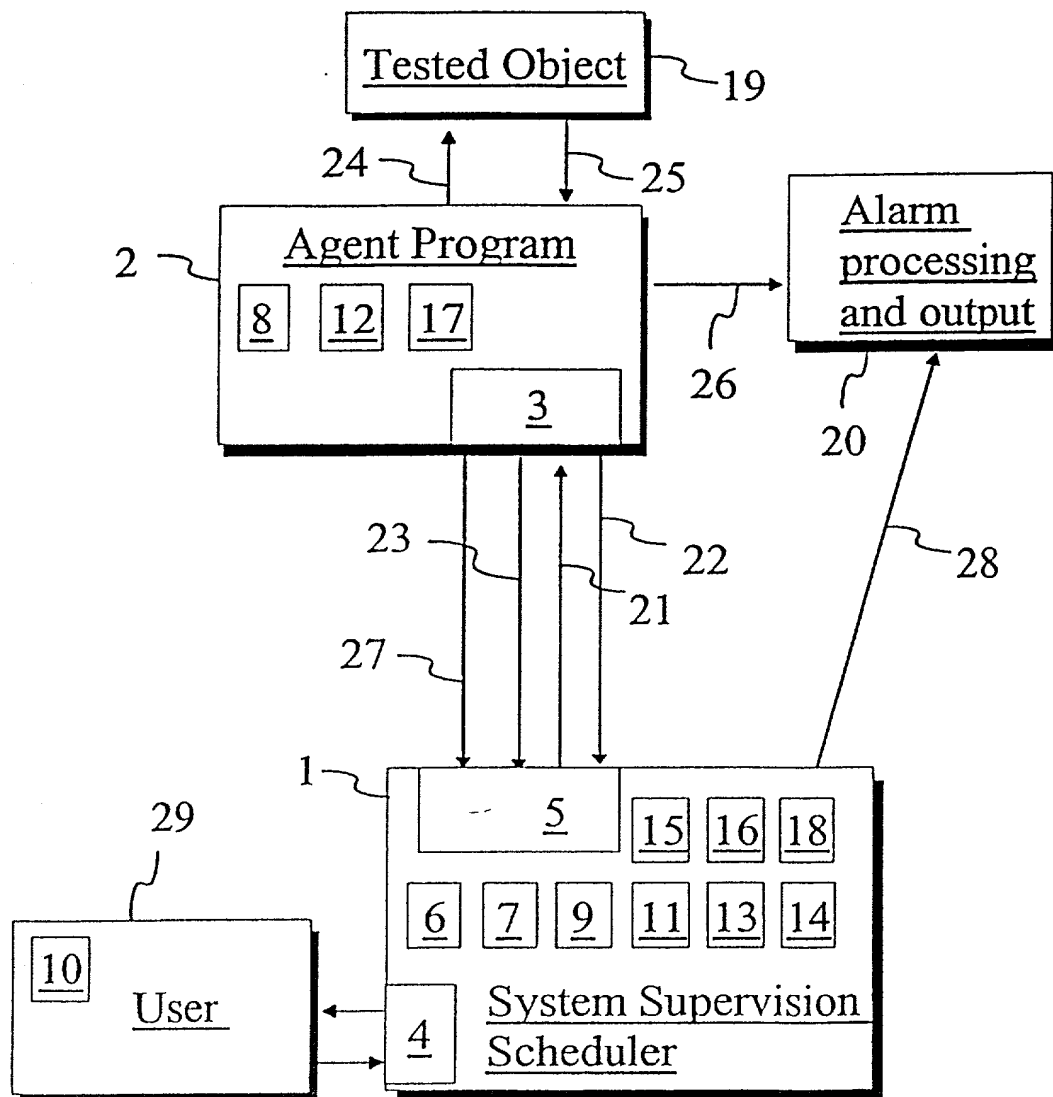 Tested Object
19
24
25
2
Agent Program
8 12 17
3
Alarm
processing
and output
26
20
23
22
21
28
27
1
5
15 16 18
29
6 7 9 11 13 14
10
User
4
System Supervision
Scheduler